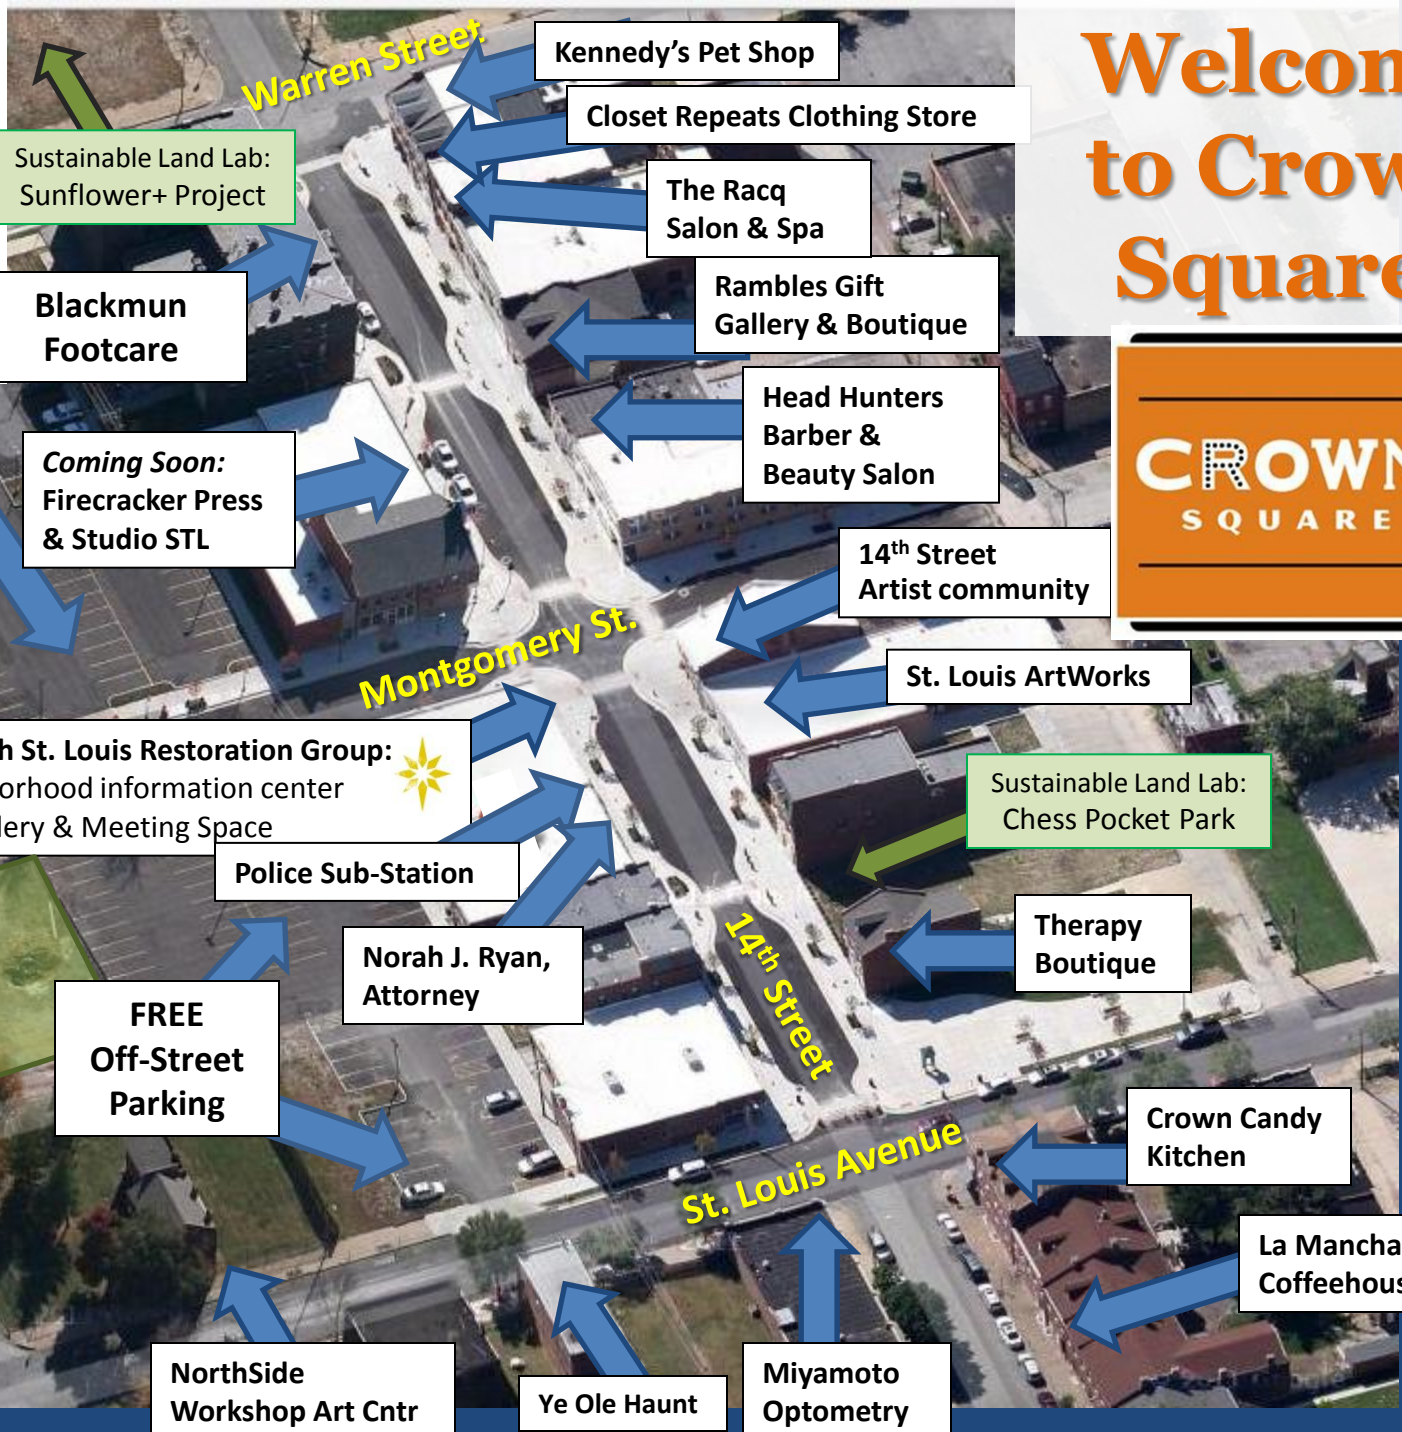 Welcom
to Crow
Square
CROWN
SQUARE
Warren Street
Kennedy's Pet Shop
Closet Repeats Clothing Store
Sustainable Land Lab:
Sunflower+ Project
The Racq
Salon & Spa
Blackmun
Footcare
Rambles Gift
Gallery & Boutique
Head Hunters
Barber &
Beauty Salon
Coming Soon:
Firecracker Press
& Studio STL
14th Street
Artist community
Montgomery St.
St. Louis ArtWorks
h St. Louis Restoration Group:
orhood information center
lery & Meeting Space
Police Sub-Station
Sustainable Land Lab:
Chess Pocket Park
Norah J. Ryan,
Attorney
14th Street
Therapy
Boutique
FREE
Off-Street
Parking
St. Louis Avenue
Crown Candy
Kitchen
La Mancha
Coffeehous
NorthSide
Workshop Art Cntr
Ye Ole Haunt
Miyamoto
Optometry